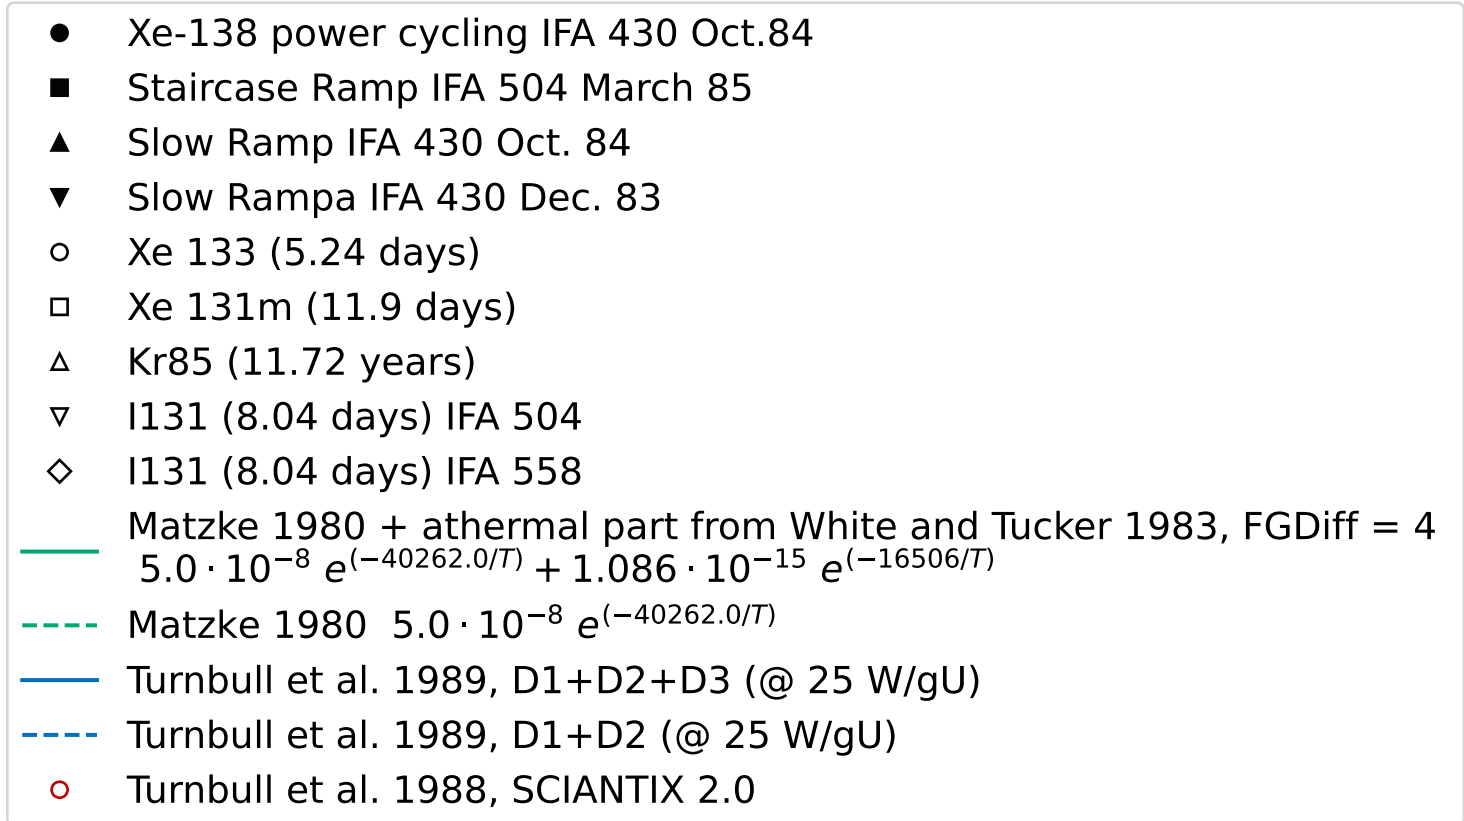 Xe-138 power cycling IFA 430 Oct.84
Staircase Ramp IFA 504 March 85
Slow Ramp IFA 430 Oct. 84
Slow Rampa IFA 430 Dec. 83
Xe 133 (5.24 days)
Xe 131m (11.9 days)
Kr85 (11.72 years)
I131 (8.04 days) IFA 504
I131 (8.04 days) IFA 558
Matzke 1980 + athermal part from White and Tucker 1983, FGDiff = 4
5.0 · 10^{−8} e^{(−40262.0/T)} + 1.086 · 10^{−15} e^{(−16506/T)}
Matzke 1980  5.0 · 10^{−8} e^{(−40262.0/T)}
Turnbull et al. 1989, D1+D2+D3 (@ 25 W/gU)
Turnbull et al. 1989, D1+D2 (@ 25 W/gU)
Turnbull et al. 1988, SCIANTIX 2.0